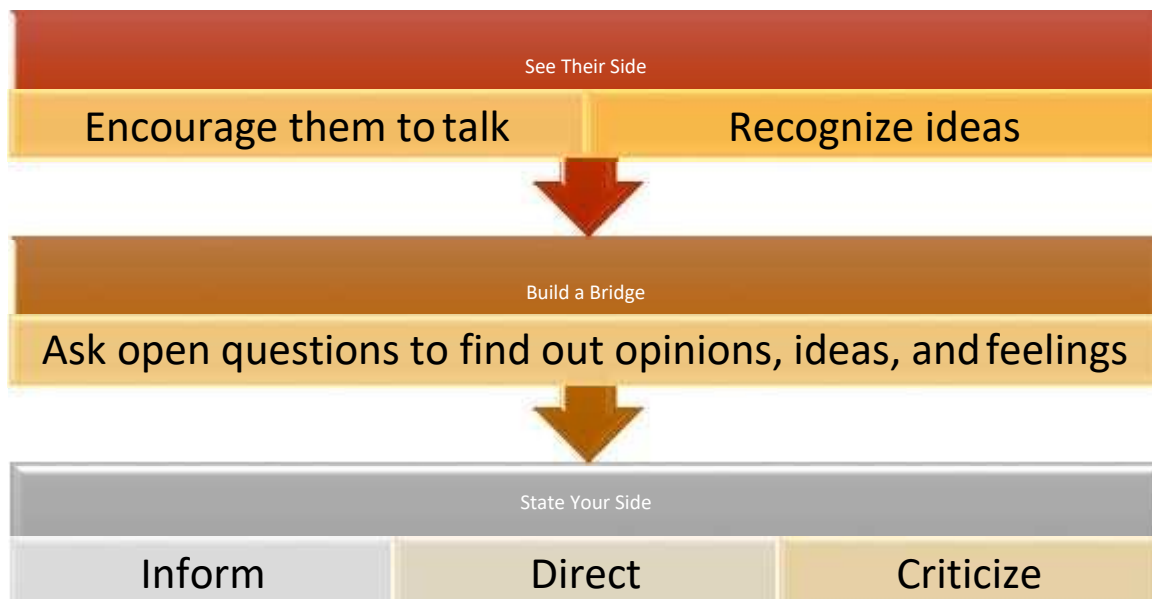 See Their Side
Encourage them to talk
Recognize ideas
Build a Bridge
Ask open questions to find out opinions, ideas, and feelings
State Your Side
Inform
Direct
Criticize